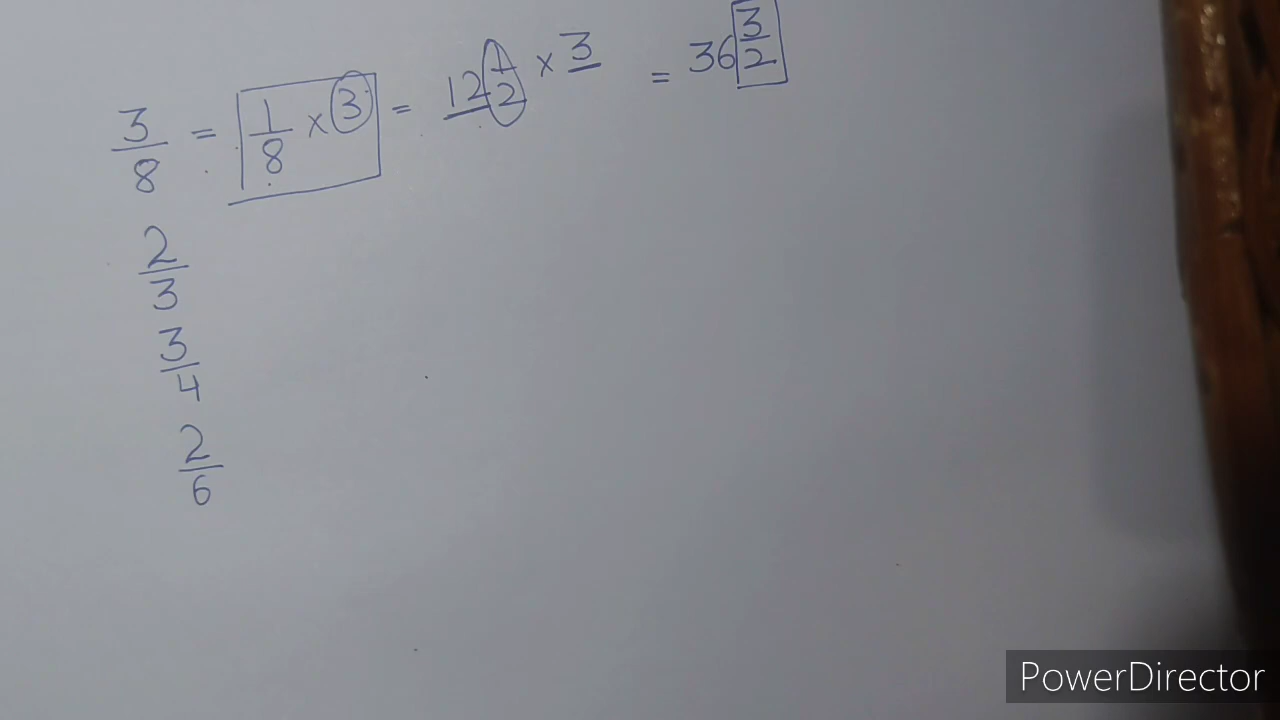 3/8 = 1/8 × 3 = 12 1/2 × 3 = 36 3/2
2/3
3/4
2/6
PowerDirector